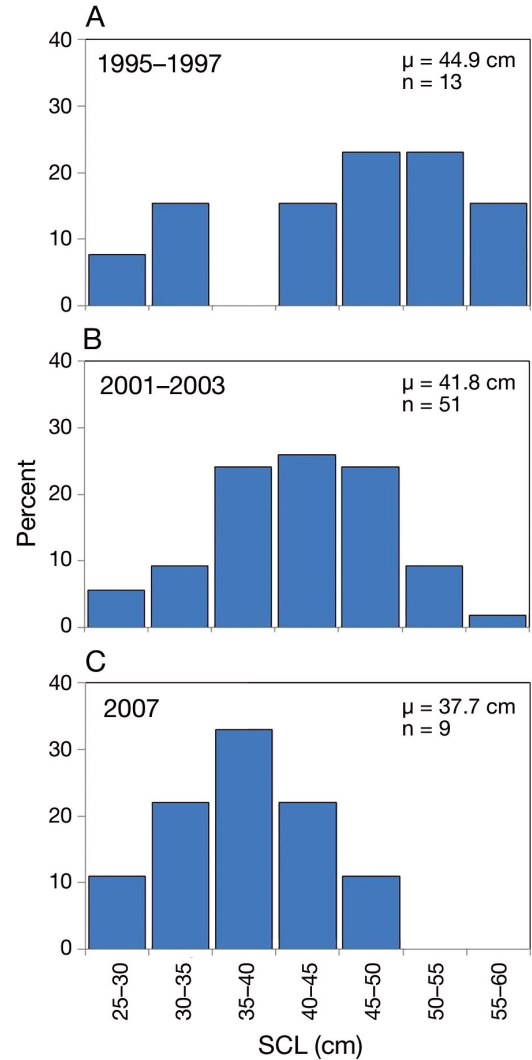 A
40
30
20
10
0
1995–1997
µ = 44.9 cm
n = 13
B
40
30
20
10
0
2001–2003
µ = 41.8 cm
n = 51
Percent
C
40
30
20
10
0
2007
µ = 37.7 cm
n = 9
25–30
30–35
35–40
40–45
45–50
50–55
55–60
SCL (cm)